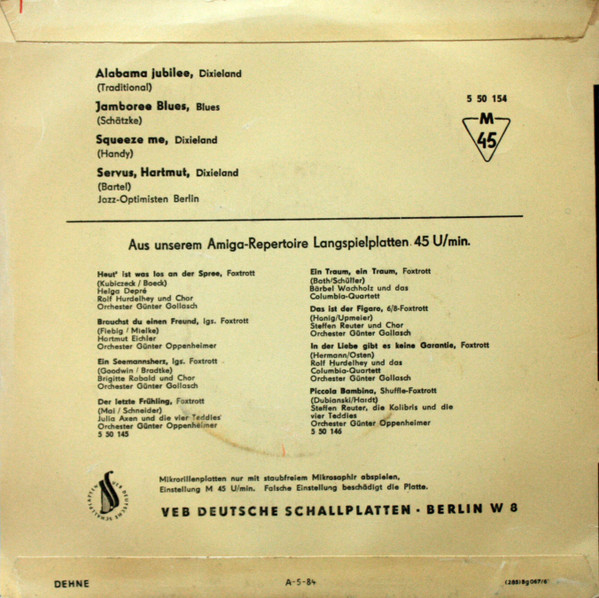 Alabama jubilee, Dixieland
(Traditional)
Jamboree Blues, Blues
(Schätzke)
Squeeze me, Dixieland
(Handy)
Servus, Hartmut, Dixieland
(Bartel)
Jazz-Optimisten Berlin
5 50 154
M
45
Aus unserem Amiga-Repertoire Langspielplatten 45 U/min.
Heut' ist was los an der Spree, Foxtrott
(Kubiczeck / Boeck)
Helga Depré
Rolf Hurdelhey und Chor
Orchester Günter Gollasch
Brauchst du einen Freund, lgs. Foxtrott
(Fiebig / Mielke)
Hartmut Eichler
Orchester Günter Oppenheimer
Ein Seemannsherz, lgs. Foxtrott
(Goodwin / Bradtke)
Brigitte Rabald und Chor
Orchester Günter Gollasch
Der letzte Frühling, Foxtrott
(Mai / Schneider)
Julia Axen und die vier Teddies
Orchester Günter Oppenheimer
5 50 145
Ein Traum, ein Traum, Foxtrott
(Bath/Schüller)
Bärbel Wachholz und das
Columbia-Quartett
Das ist der Figaro, 6/8-Foxtrott
(Honig/Upmeier)
Steffen Reuter und Chor
Orchester Günter Gollasch
In der Liebe gibt es keine Garantie, Foxtrott
(Hermann/Osten)
Rolf Hurdelhey und das
Columbia-Quartett
Orchester Günter Gollasch
Piccola Bambina, Shuffle-Foxtrott
(Dubianski/Hardt)
Steffen Reuter, die Kolibris und die
vier Teddies
Orchester Günter Oppenheimer
5 50 146
VEB DEUTSCHE SCHALLPLATTEN
Mikrorillenplatten nur mit staubfreiem Mikrosaphir abspielen,
Einstellung M 45 U/min. Falsche Einstellung beschädigt die Platte.
VEB DEUTSCHE SCHALLPLATTEN · BERLIN W 8
DEHNE
A-5-84
(288) Bg 067/6